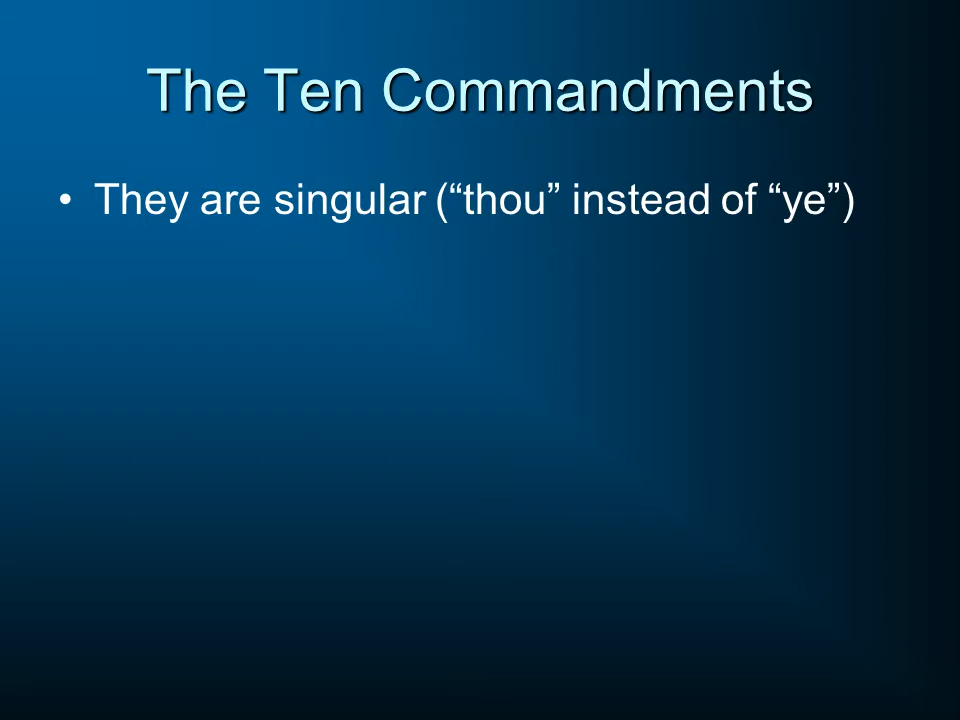 The Ten Commandments
• They are singular (“thou” instead of “ye”)